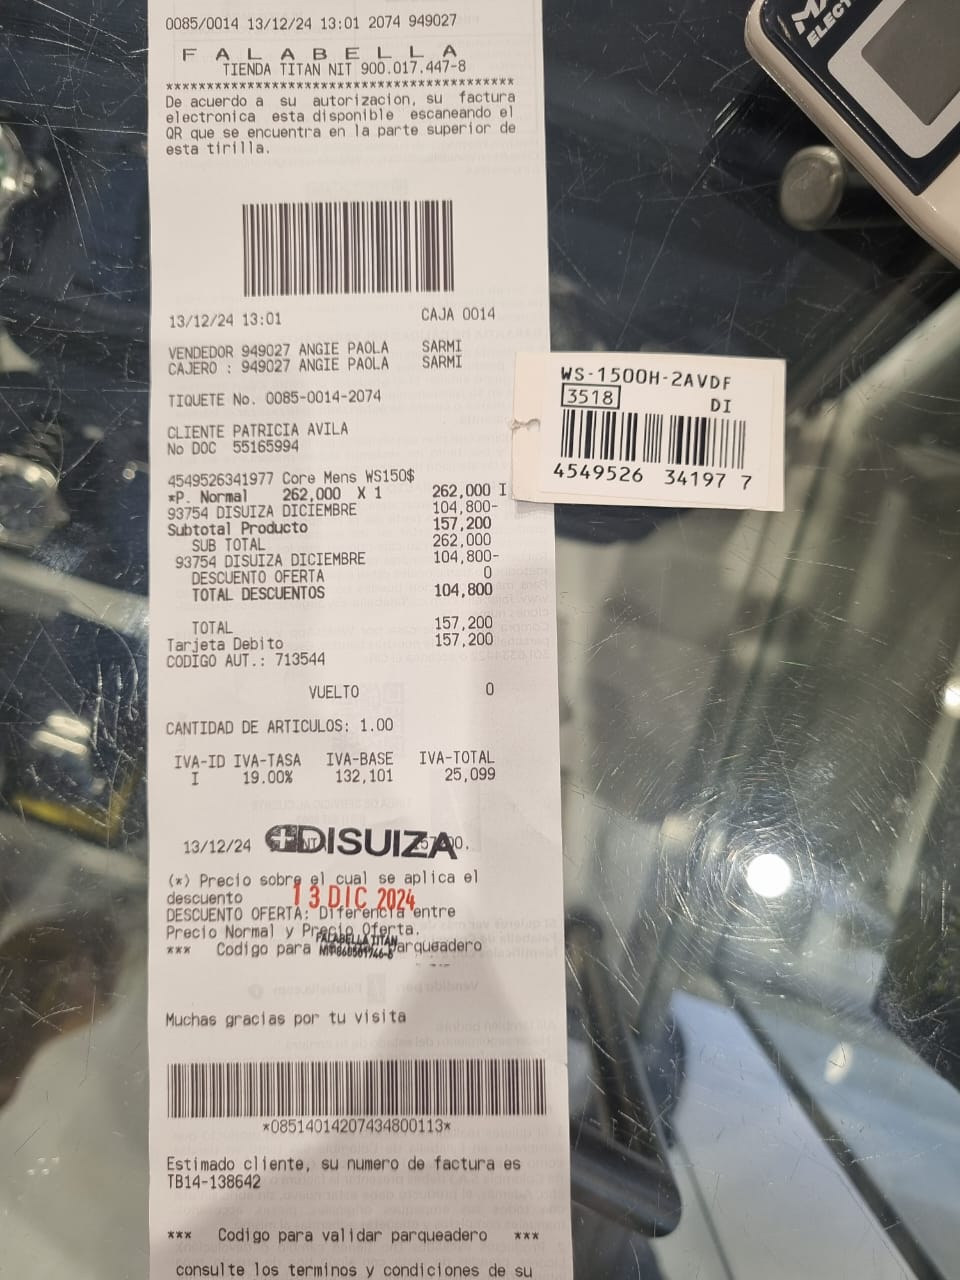 0085/0014 13/12/24 13:01 2074 949027
F A L A B E L L A
TIENDA TITAN NIT 900.017.447-8
****************************************
De acuerdo a su autorizacion, su factura
electronica esta disponible escaneando el
QR que se encuentra en la parte superior de
esta tirilla.
13/12/24 13:01 CAJA 0014
VENDEDOR 949027 ANGIE PAOLA SARMI
CAJERO : 949027 ANGIE PAOLA SARMI
TIQUETE No. 0085-0014-2074
CLIENTE PATRICIA AVILA
No DOC 55165994
4549526341977 Core Mens WS150$
*P. Normal 262,000 X 1 262,000 I
93754 DISUIZA DICIEMBRE 104,800-
Subtotal Producto 157,200
SUB TOTAL 262,000
93754 DISUIZA DICIEMBRE 104,800-
DESCUENTO OFERTA 0
TOTAL DESCUENTOS 104,800
TOTAL 157,200
Tarjeta Debito 157,200
CODIGO AUT.: 713544
VUELTO 0
CANTIDAD DE ARTICULOS: 1.00
IVA-ID IVA-TASA IVA-BASE IVA-TOTAL
I 19.00% 132,101 25,099
13/12/24 DISUIZA
(*) Precio sobre el cual se aplica el
descuento 13 DIC 2024
DESCUENTO OFERTA: Diferencia entre
Precio Normal y Precio Oferta.
FALABELLA TITAN
*** Codigo para Parqueadero
Muchas gracias por tu visita
*08514014207434800113*
Estimado cliente, su numero de factura es
TB14-138642
*** Codigo para validar parqueadero ***
consulte los terminos y condiciones de su
WS-1500H-2AVDF
3518 DI
4549526 34197 7